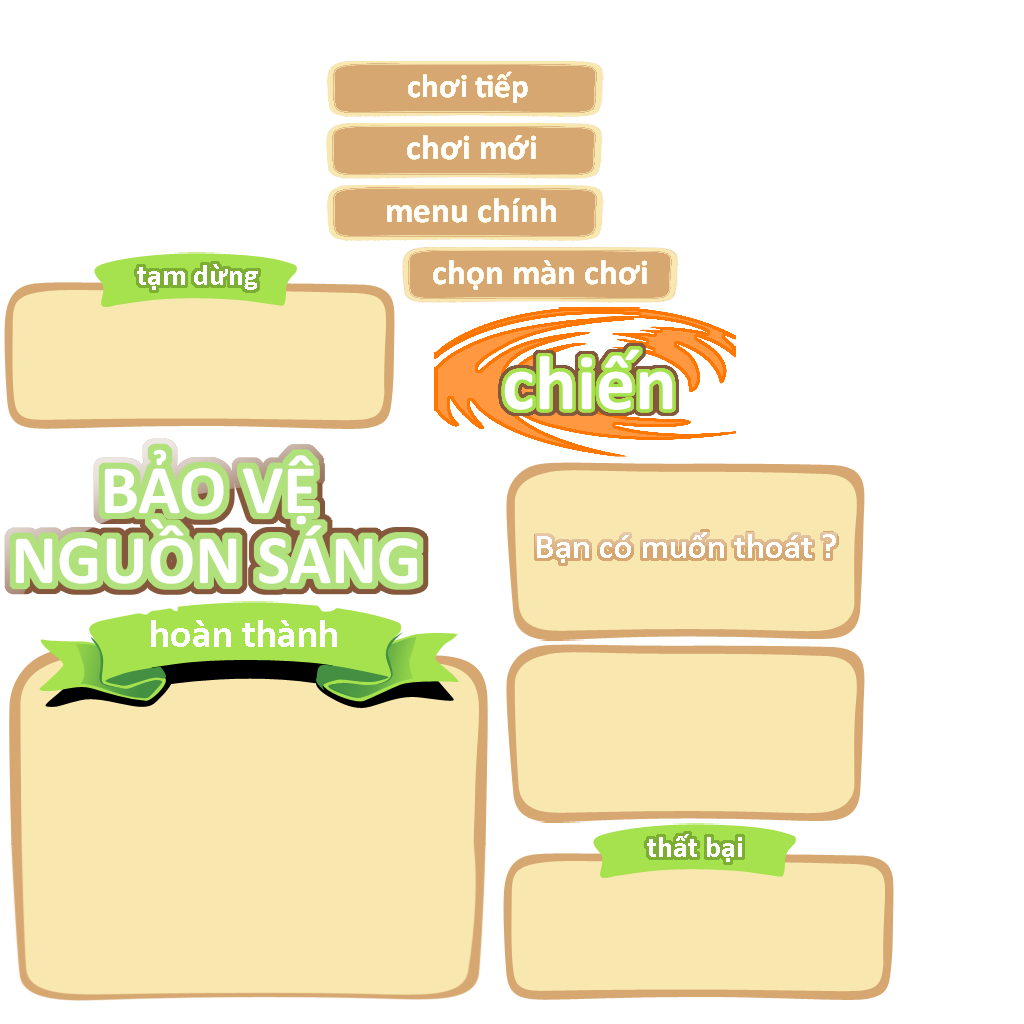 chơi tiếp
chơi mới
menu chính
chọn màn chơi
tạm dừng
chiến
BẢO VỆ
NGUỒN SÁNG
Bạn có muốn thoát ?
hoàn thành
thất bại